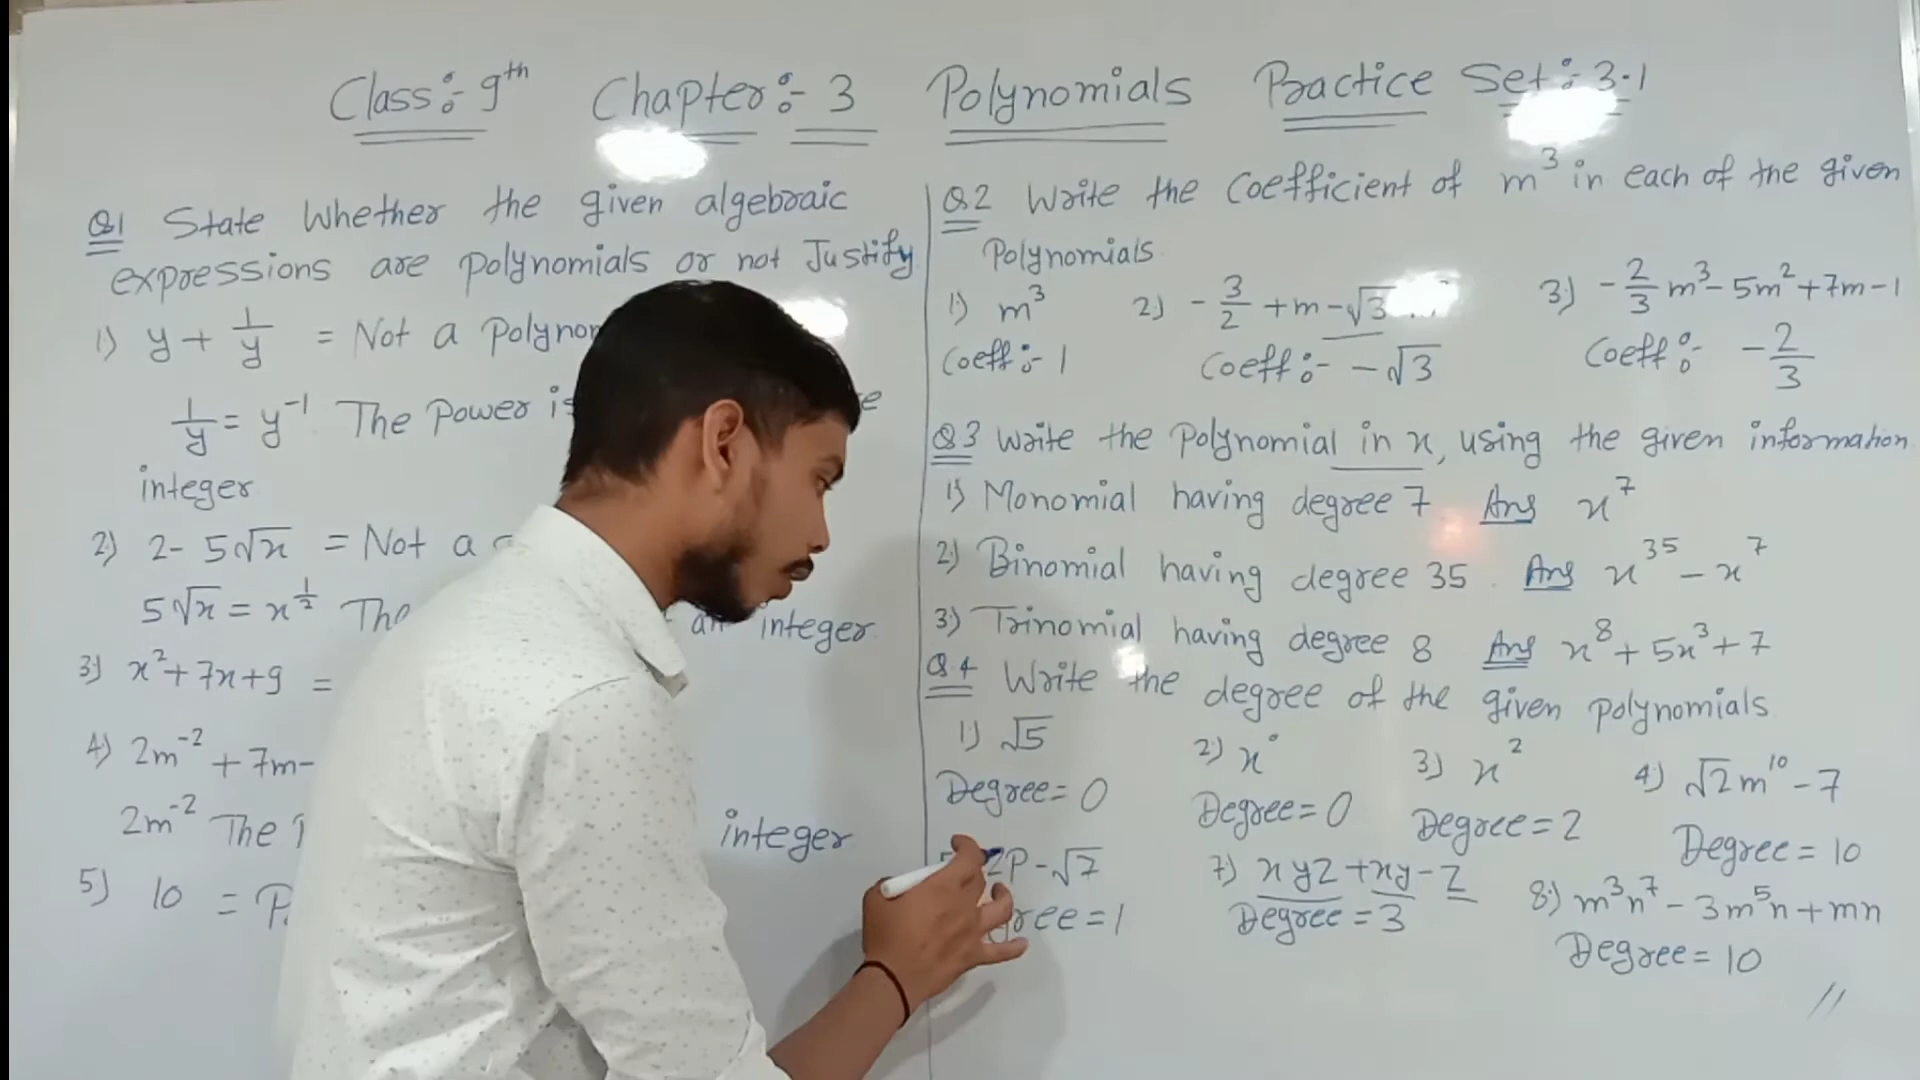 Class:- 9th Chapter:- 3 Polynomials Practice Set:- 3.1
Q1 State Whether the given algebraic
expressions are polynomials or not Justify
1) y + 1/y = Not a
1/y = y⁻¹ The Power
integer
2) 2 - 5√x = Not a
5√x = x^½ The integer
3) x² + 7x + 9 =
4) 2m⁻² + 7m -
2m⁻² The integer
5) 10 =
Q2 Write the Coefficient of m³ in each of the given
Polynomials
1) m³ 2) -3/2 + m - √3 3) -2/3 m³ - 5m² + 7m - 1
Coeff:- 1 Coeff:- -√3 Coeff:- -2/3
Q3 Write the Polynomial in x, using the given information
1) Monomial having degree 7 Ans x⁷
2) Binomial having degree 35. Ans x³⁵ - x⁷
3) Trinomial having degree 8 Ans x⁸ + 5x³ + 7
Q.4 Write the degree of the given polynomials
1) √5 2) x° 3) x² 4) √2m¹⁰ - 7
Degree = 0 Degree = 0 Degree = 2 Degree = 10
2P - √7 7) xyz + xy - z 8) m³n⁷ - 3m⁵n + mn
= 1 Degree = 3 Degree = 10